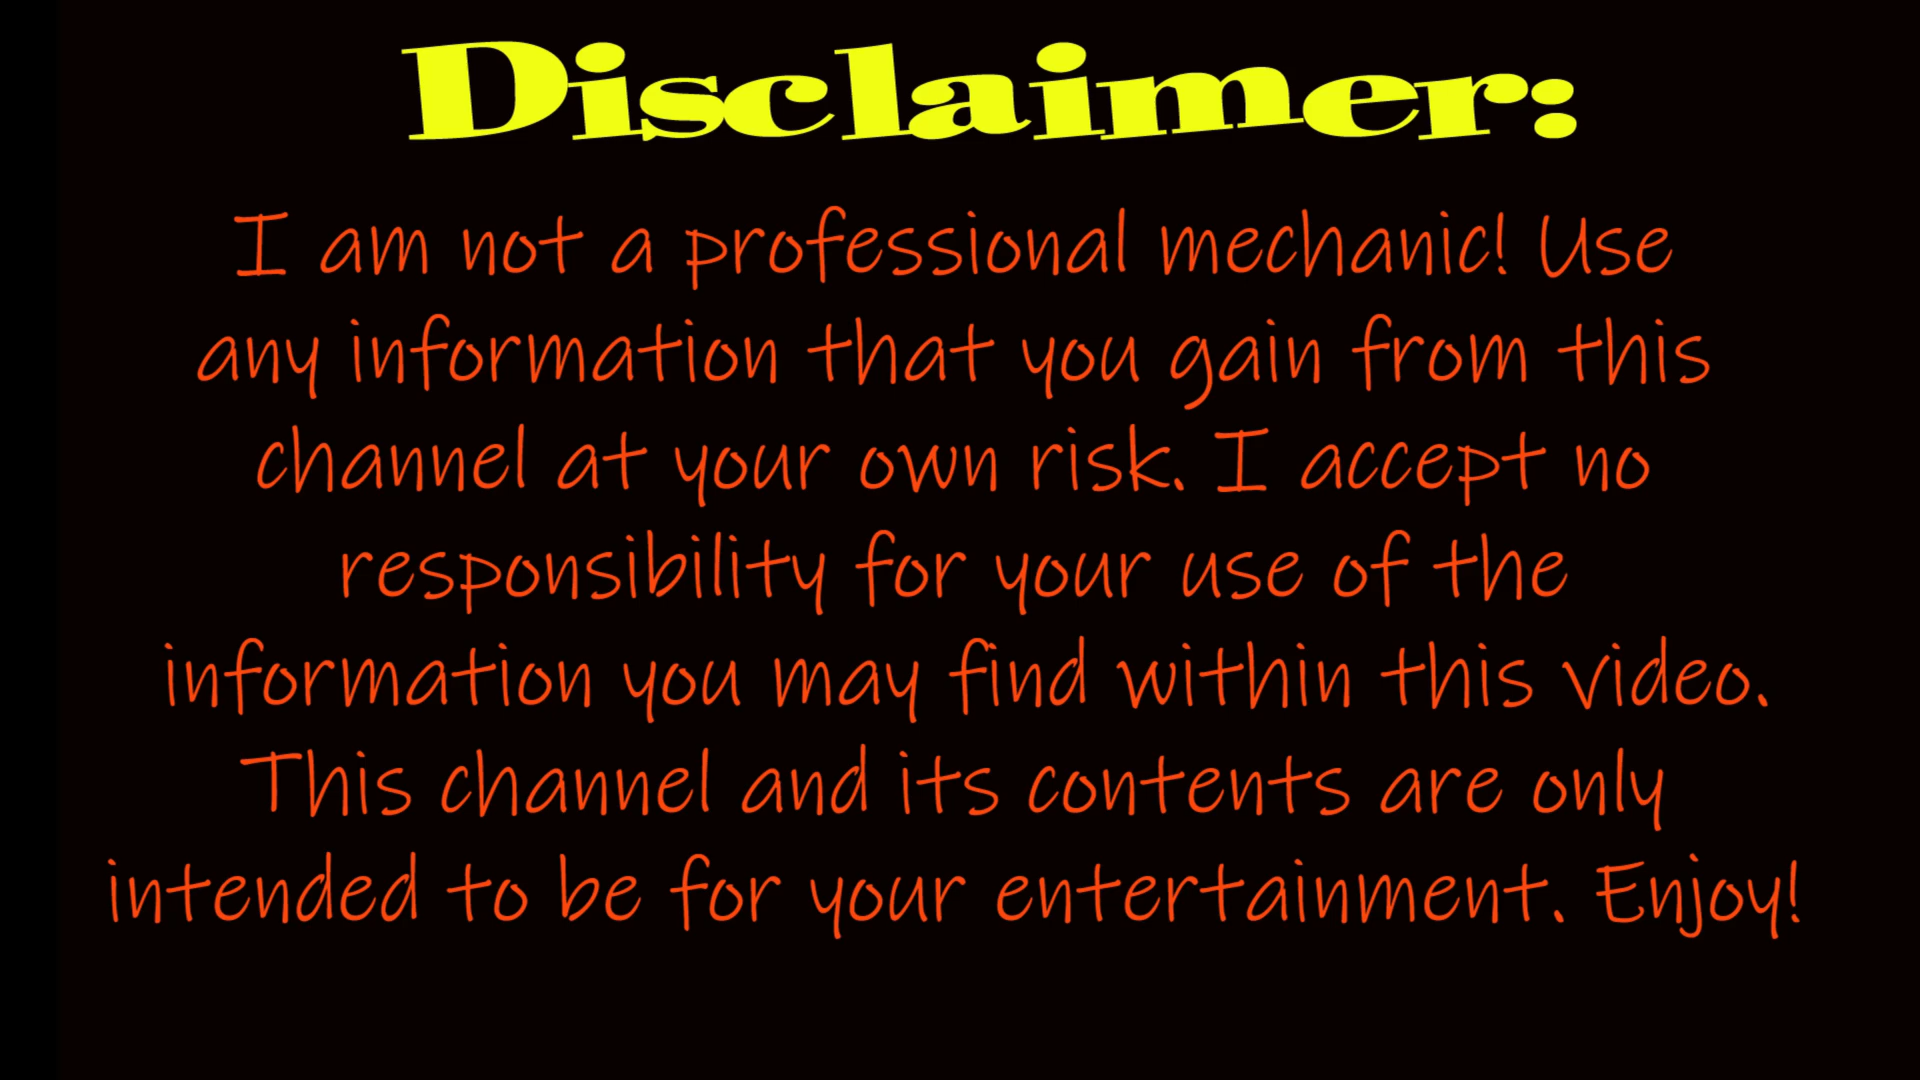 Disclaimer:
I am not a professional mechanic! Use
any information that you gain from this
channel at your own risk. I accept no
responsibility for your use of the
information you may find within this video.
This channel and its contents are only
intended to be for your entertainment. Enjoy!